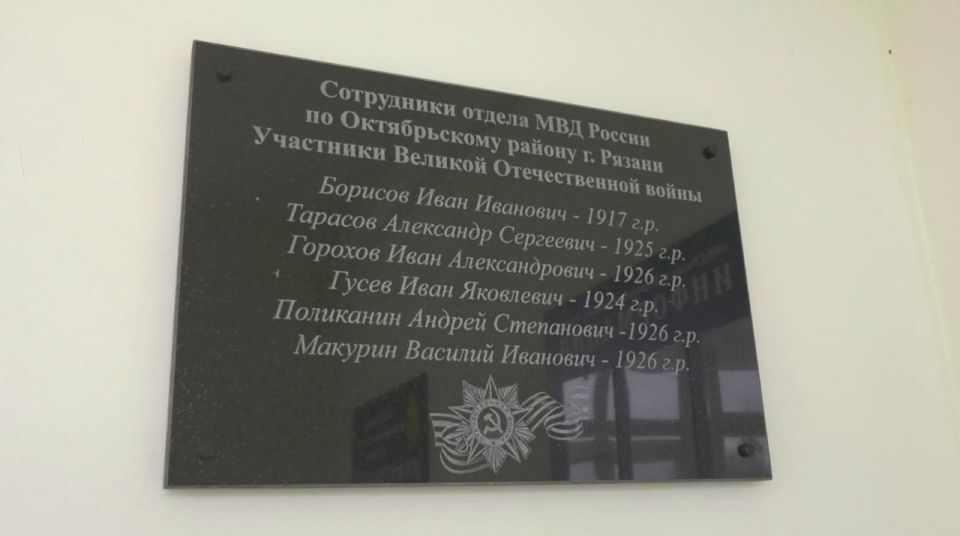 Сотрудники отдела МВД России
по Октябрьскому району г. Рязани
Участники Великой Отечественной войны
Борисов Иван Иванович - 1917 г.р.
Тарасов Александр Сергеевич - 1925 г.р.
Горохов Иван Александрович - 1926 г.р.
Гусев Иван Яковлевич - 1924 г.р.
Поликанин Андрей Степанович -1926 г.р.
Макурин Василий Иванович - 1926 г.р.